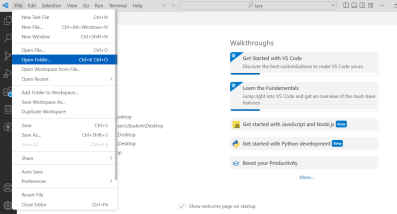 File Edit Selection View Go Run Terminal Help
tyra
New Text File Ctrl+N
New File... Ctrl+Alt+Windows+N
New Window Ctrl+Shift+N
Open File... Ctrl+O
Open Folder... Ctrl+K Ctrl+O
Open Workspace from File...
Open Recent
Add Folder to Workspace...
Save Workspace As...
Duplicate Workspace
Save Ctrl+S
Save As... Ctrl+Shift+S
Save All Ctrl+K S
Share
Auto Save
Preferences
Revert File
Close Editor Ctrl+F4
esktop
sers\Student\Desktop
Desktop
Desktop
op
Walkthroughs
Get Started with VS Code
Discover the best customizations to make VS Code yours.
Learn the Fundamentals
Jump right into VS Code and get an overview of the must-have
features.
Get started with JavaScript and Node.js New
Get started with Python development New
Boost your Productivity
More...
Show welcome page on startup